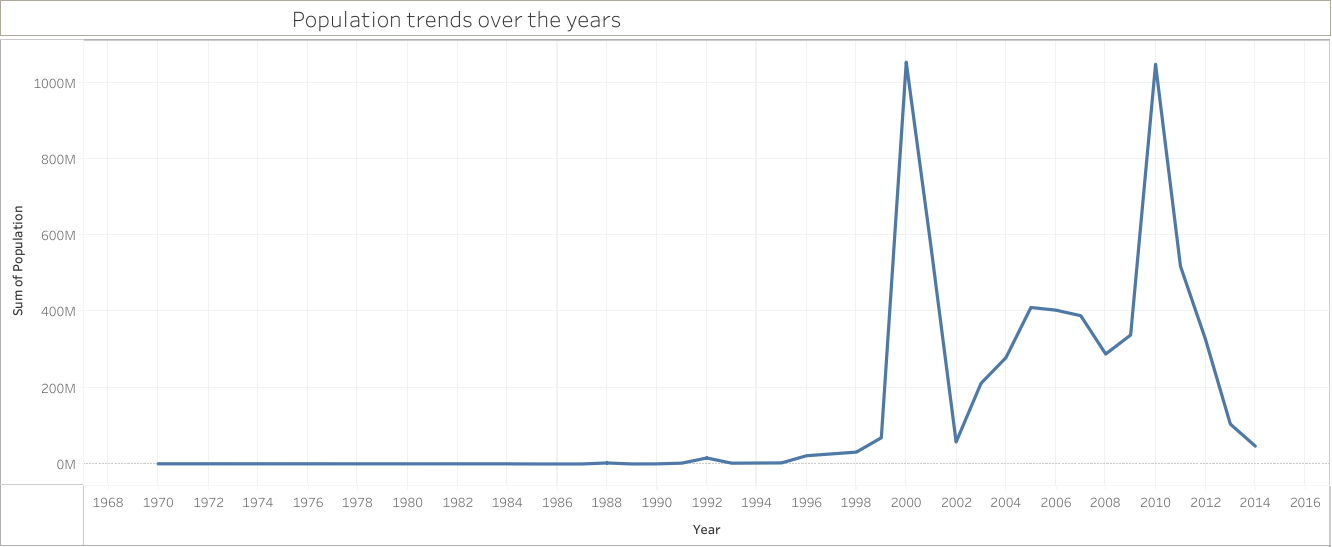 Population trends over the years
1000M
800M
600M
400M
200M
0M
Sum of Population
1968 1970 1972 1974 1976 1978 1980 1982 1984 1986 1988 1990 1992 1994 1996 1998 2000 2002 2004 2006 2008 2010 2012 2014 2016
Year